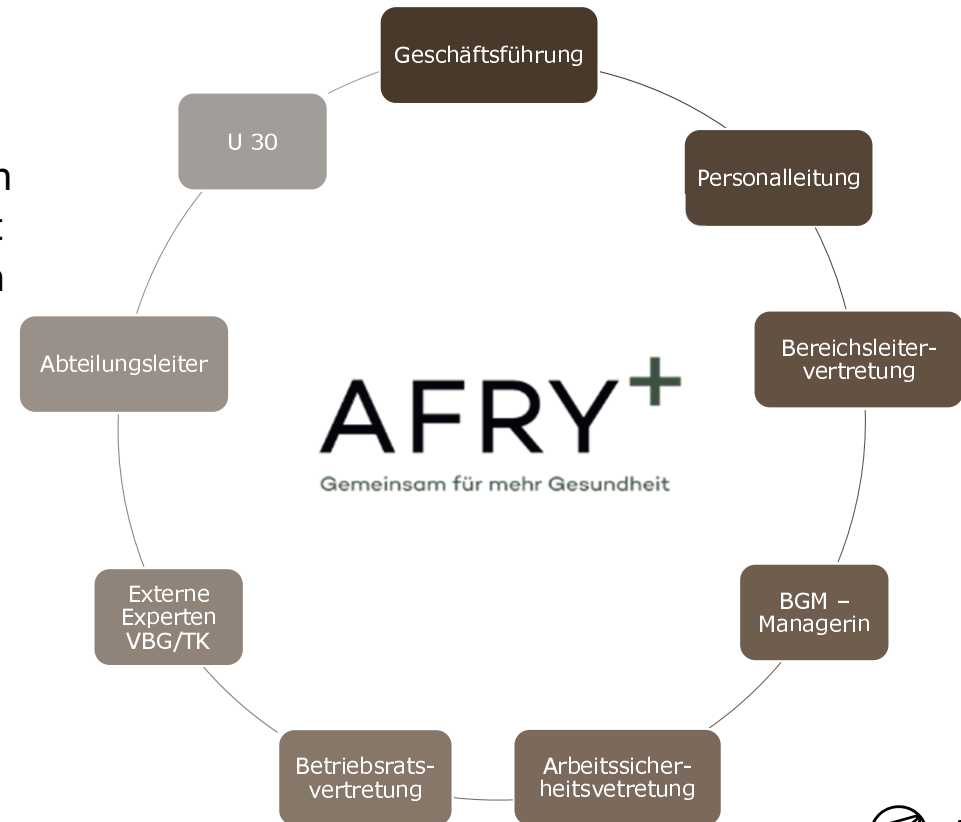 Geschäftsführung
U 30
Personalleitung
Bereichsleiter-
vertretung
Abteilungsleiter
AFRY+
Gemeinsam für mehr Gesundheit
Externe
Experten
VBG/TK
BGM –
Managerin
Betriebsrats-
vertretung
Arbeitssicher-
heitsvetretung